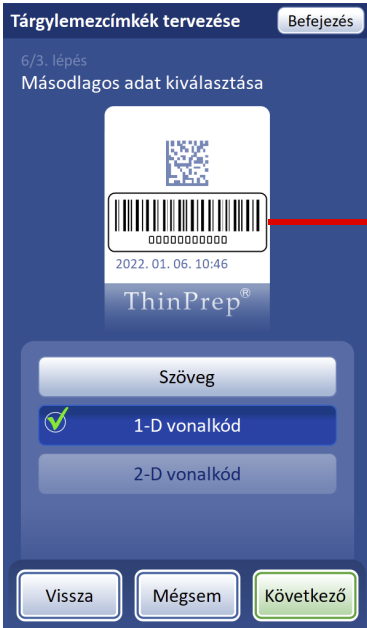 Tárgylemezcímkék tervezése
Befejezés
6/3. lépés
Másodlagos adat kiválasztása
00000000000
2022. 01. 06. 10:46
ThinPrep®
Szöveg
1-D vonalkód
2-D vonalkód
Vissza
Mégsem
Következő